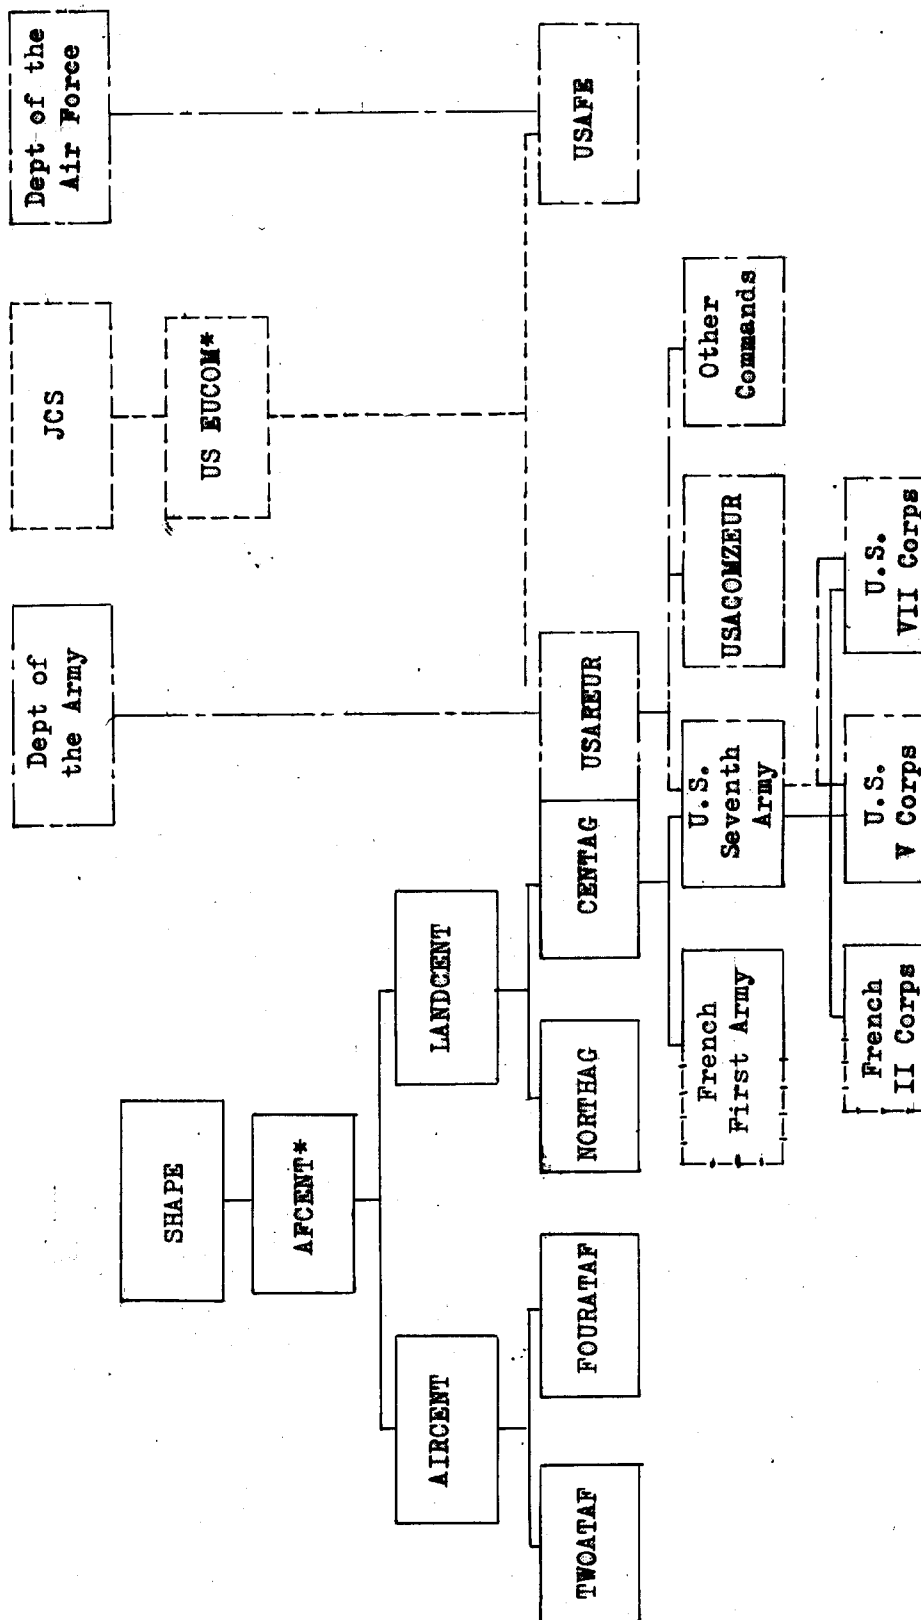 Dept of the
Air Force
JCS
Dept of
the Army
US EUCOM*
SHAPE
AFCENT*
AIRCENT
LANDCENT
TWOATAF
FOURATAF
NORTHAG
CENTAG
USAREUR
USAFE
French
First Army
U.S.
Seventh
Army
USACOMZEUR
Other
Commands
French
II Corps
U.S.
V Corps
U.S.
VII Corps